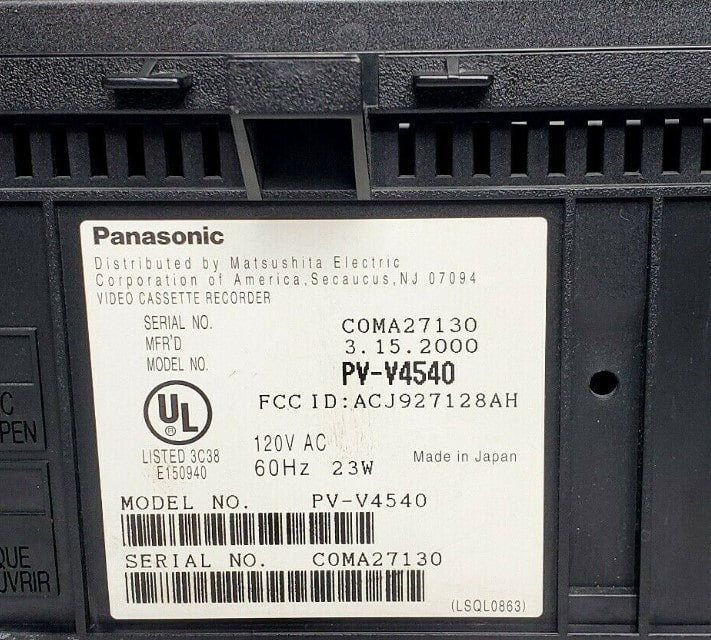 Panasonic
Distributed by Matsushita Electric
Corporation of America,Secaucus,NJ 07094
VIDEO CASSETTE RECORDER
SERIAL NO. C0MA27130
MFR'D 3.15.2000
MODEL NO. PV-V4540
FCC ID:ACJ927128AH
UL
®
LISTED 3C38
E150940
120V AC
60Hz 23W
Made in Japan
MODEL NO. PV-V4540
SERIAL NO. C0MA27130
(LSQL0863)
C
PEN
QUE
UVRIR